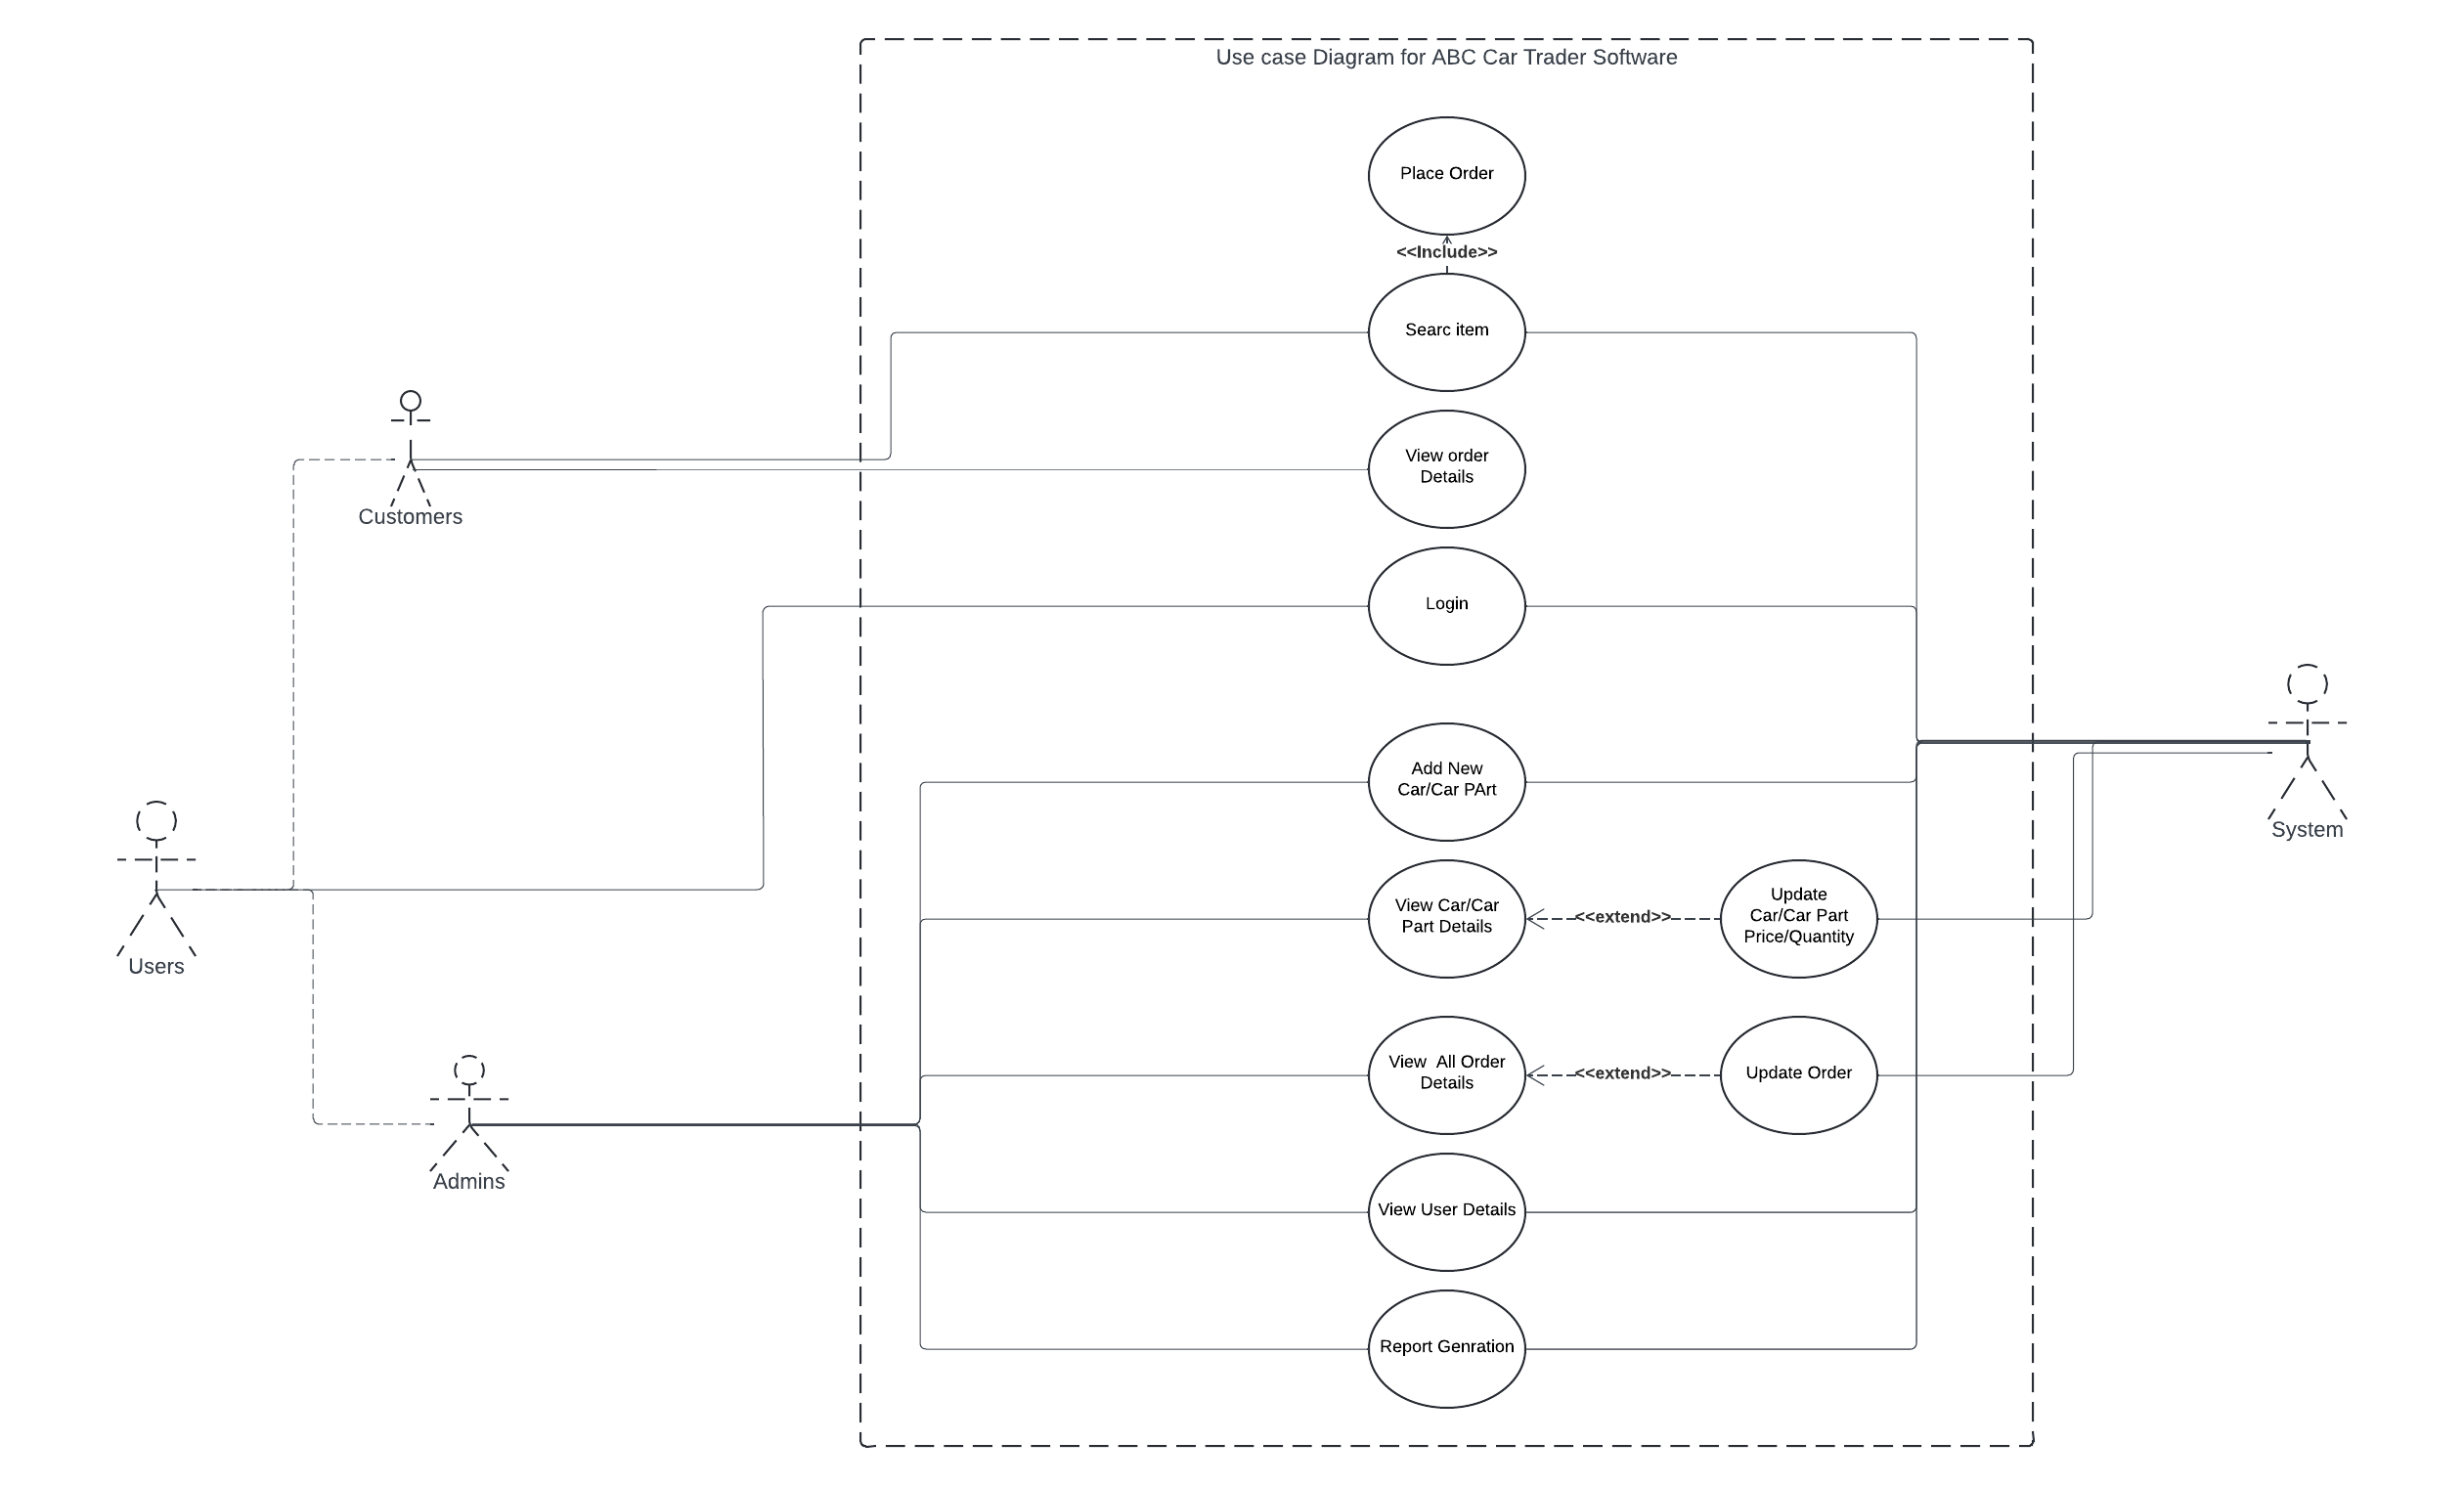 Use case Diagram for ABC Car Trader Software
Place Order
<<Include>>
Searc item
View order
Details
Customers
Login
Add New
Car/Car PArt
System
View Car/Car
Part Details
<<extend>>
Update
Car/Car Part
Price/Quantity
Users
View  All Order
Details
<<extend>>
Update Order
Admins
View User Details
Report Genration